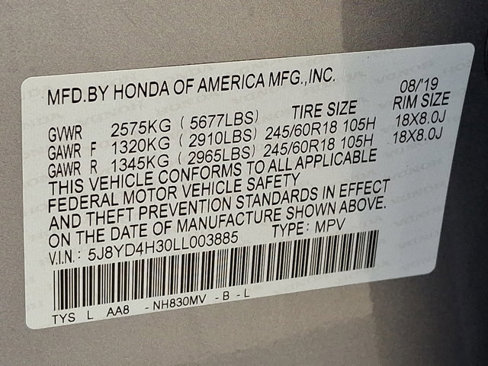 MFD.BY HONDA OF AMERICA MFG.,INC. 08/19
GVWR 2575KG (5677LBS) TIRE SIZE RIM SIZE
GAWR F 1320KG (2910LBS) 245/60R18 105H 18X8.0J
GAWR R 1345KG (2965LBS) 245/60R18 105H 18X8.0J
THIS VEHICLE CONFORMS TO ALL APPLICABLE
FEDERAL MOTOR VEHICLE SAFETY
AND THEFT PREVENTION STANDARDS IN EFFECT
ON THE DATE OF MANUFACTURE SHOWN ABOVE.
V.I.N: 5J8YD4H30LL003885 TYPE: MPV
TYS L AA8 -NH830MV -B -L